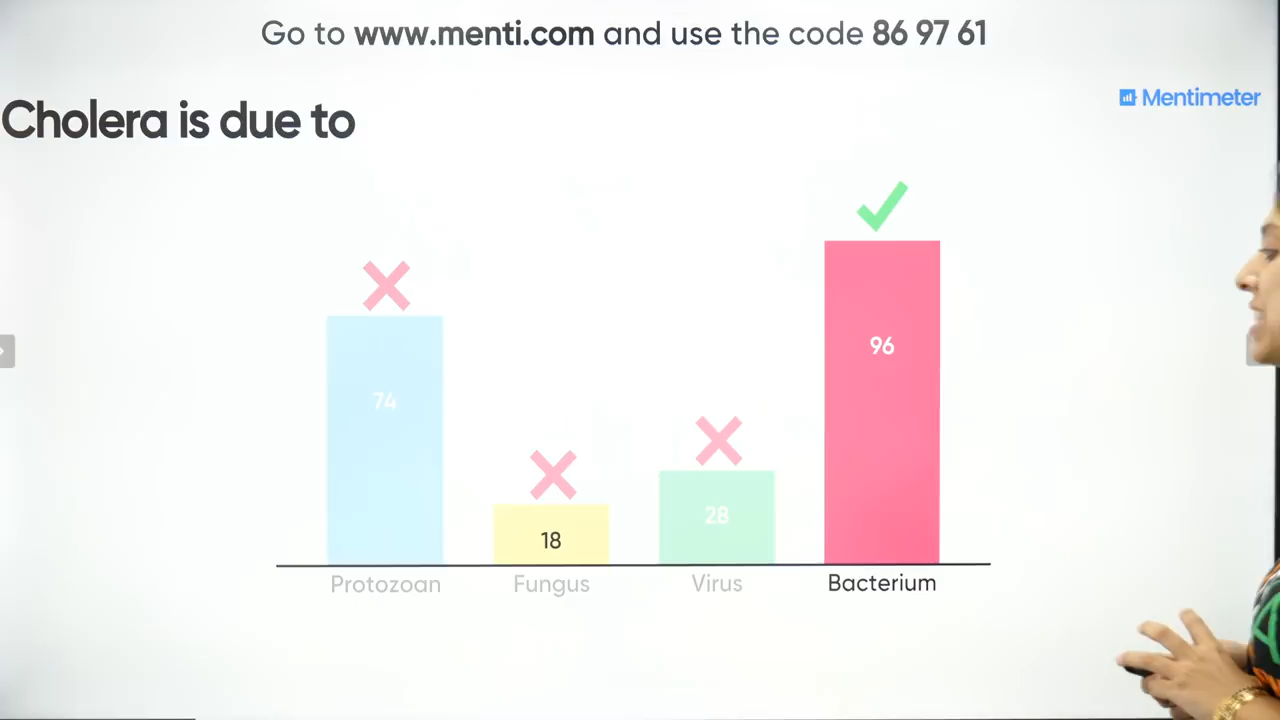 Go to www.menti.com and use the code 86 97 61
Mentimeter
Cholera is due to
74
18
28
96
Protozoan
Fungus
Virus
Bacterium